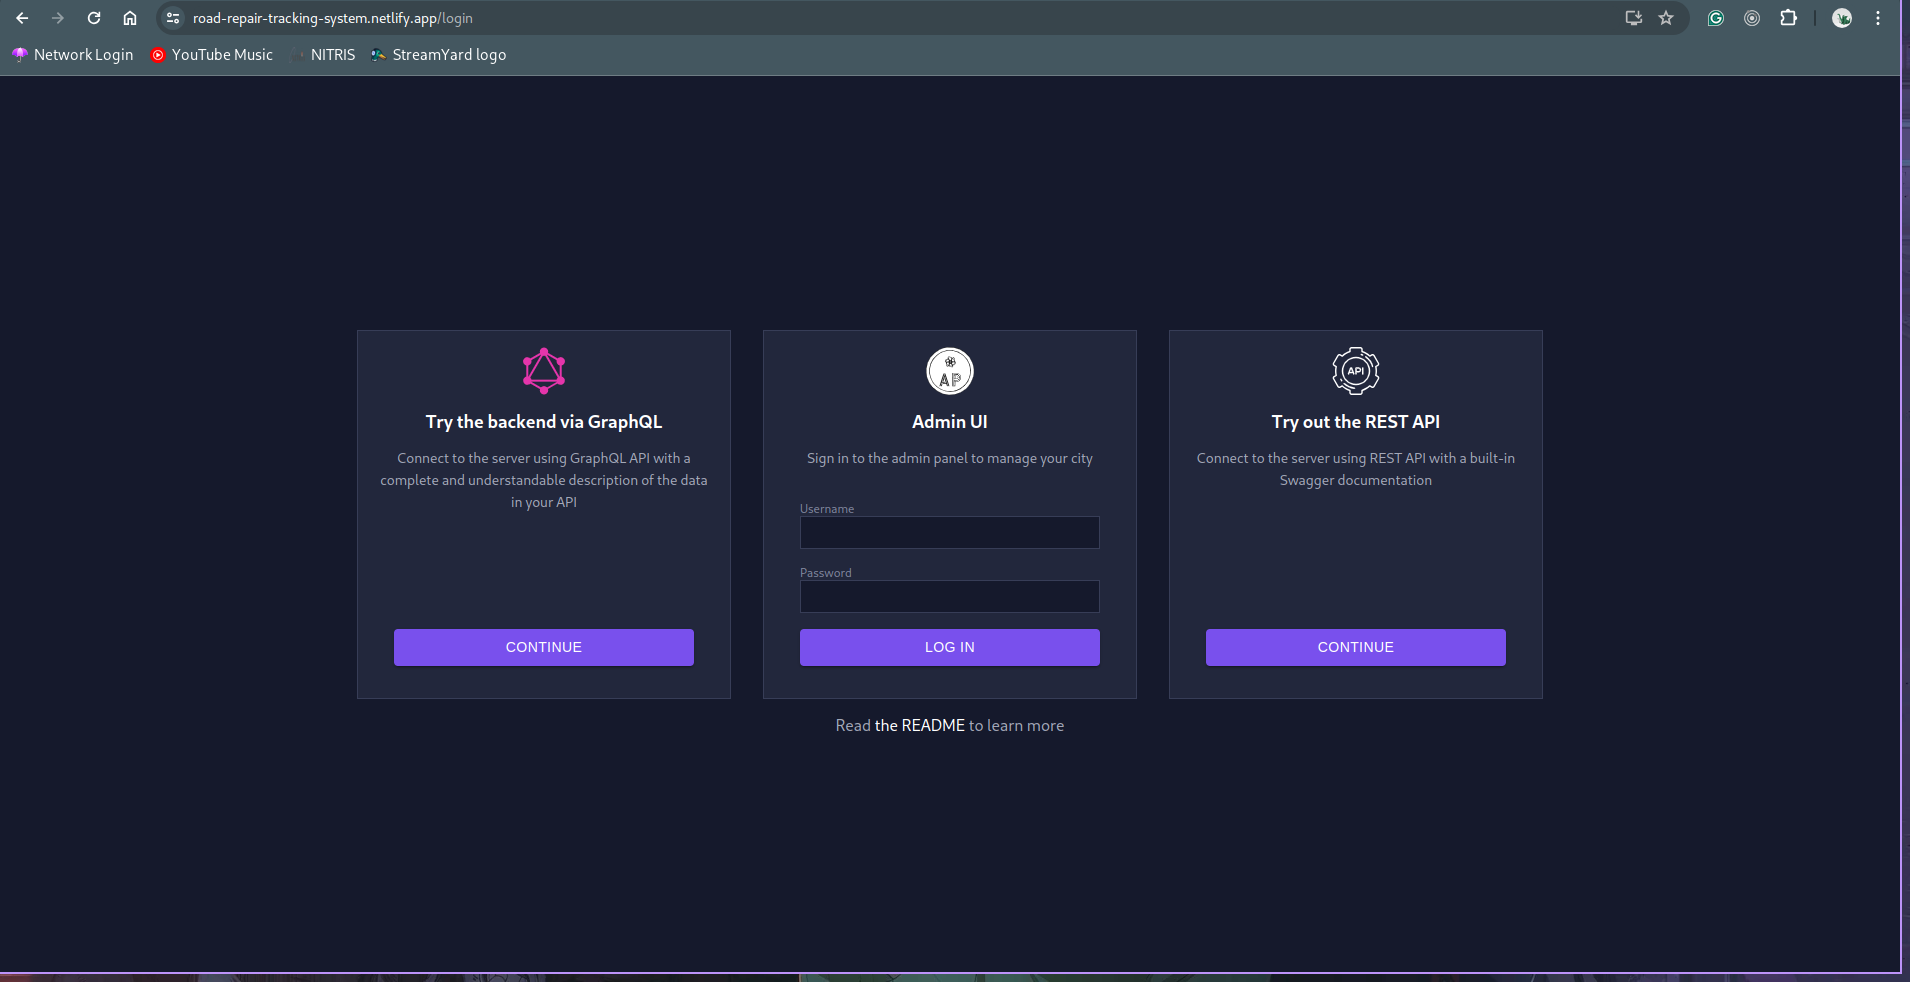 road-repair-tracking-system.netlify.app/login
Network Login YouTube Music NITRIS StreamYard logo
Try the backend via GraphQL
Connect to the server using GraphQL API with a
complete and understandable description of the data
in your API
CONTINUE
AP
Admin UI
Sign in to the admin panel to manage your city
Username
Password
LOG IN
API
Try out the REST API
Connect to the server using REST API with a built-in
Swagger documentation
CONTINUE
Read the README to learn more